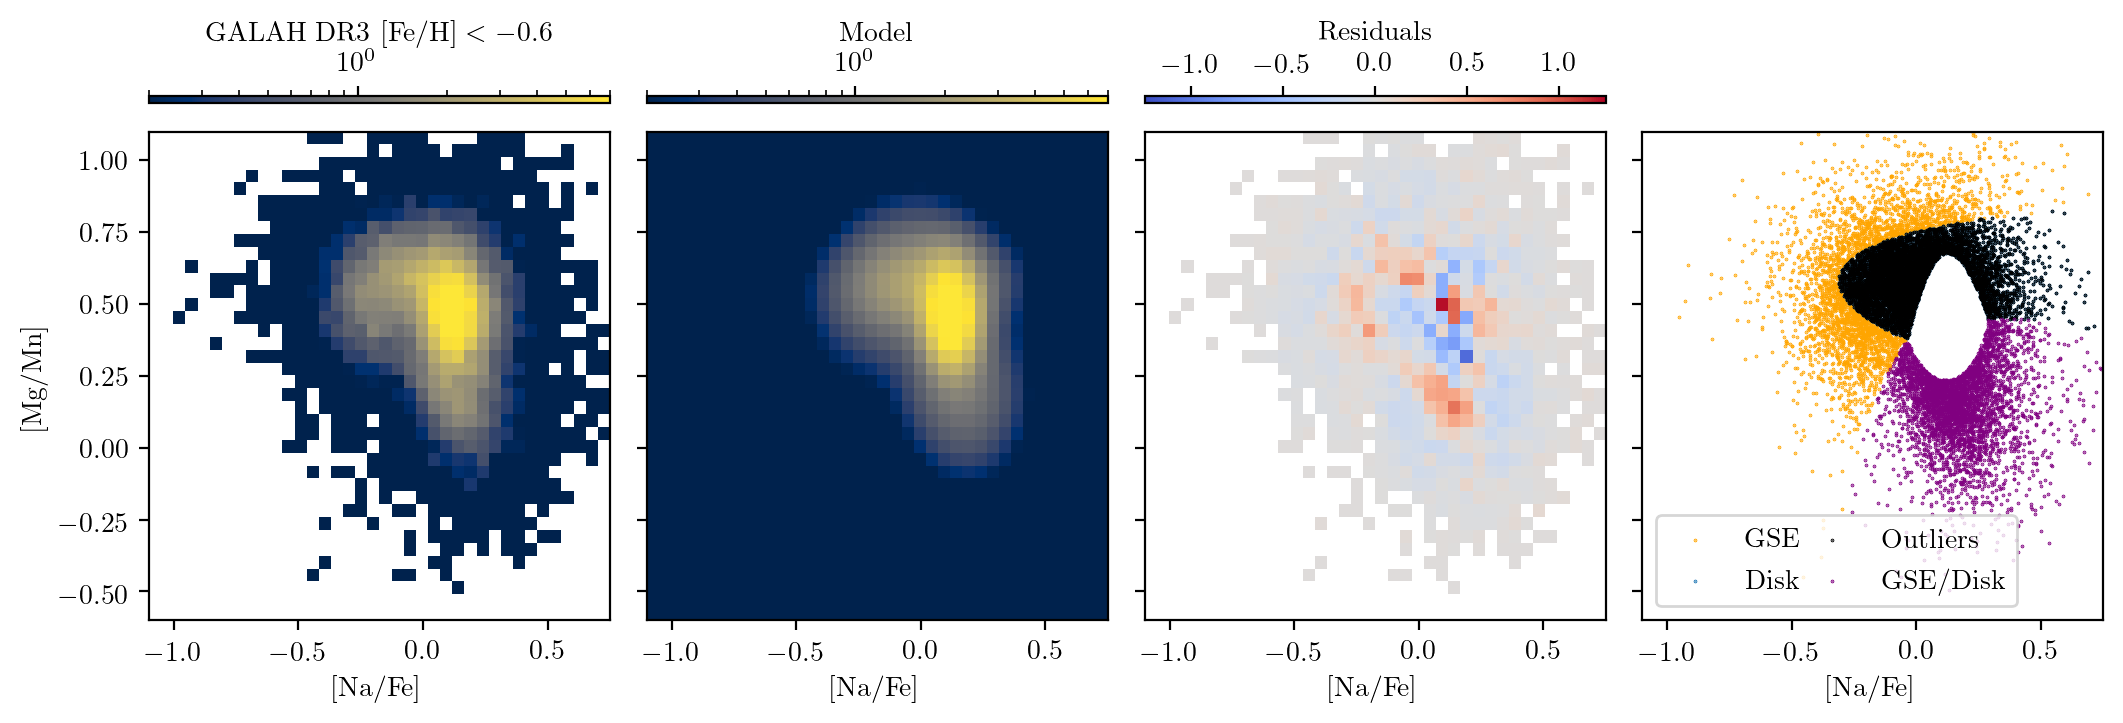 GALAH DR3 [Fe/H] < −0.6
10⁰
Model
10⁰
Residuals
−1.0 −0.5 0.0 0.5 1.0
[Mg/Mn]
1.00
0.75
0.50
0.25
0.00
−0.25
−0.50
−1.0 −0.5 0.0 0.5
[Na/Fe]
−1.0 −0.5 0.0 0.5
[Na/Fe]
−1.0 −0.5 0.0 0.5
[Na/Fe]
GSE Outliers
Disk GSE/Disk
−1.0 −0.5 0.0 0.5
[Na/Fe]